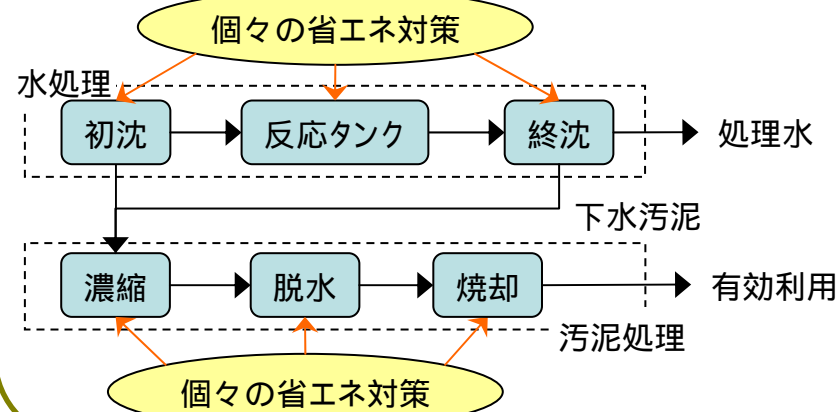 個々の省エネ対策
水処理
初沈
反応タンク
終沈
処理水
下水汚泥
濃縮
脱水
焼却
有効利用
汚泥処理
個々の省エネ対策